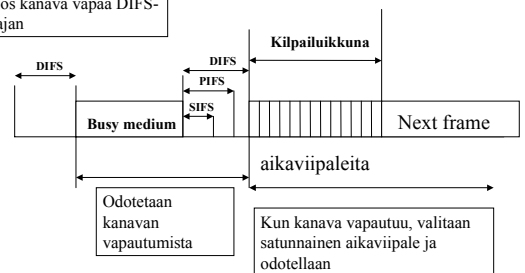 os kanava vapaa DIFS-
ajan
Kilpailuikkuna
DIFS
DIFS
PIFS
SIFS
Busy medium
Next frame
aikaviipaleita
Odotetaan
kanavan
vapautumista
Kun kanava vapautuu, valitaan
satunnainen aikaviipale ja
odotellaan